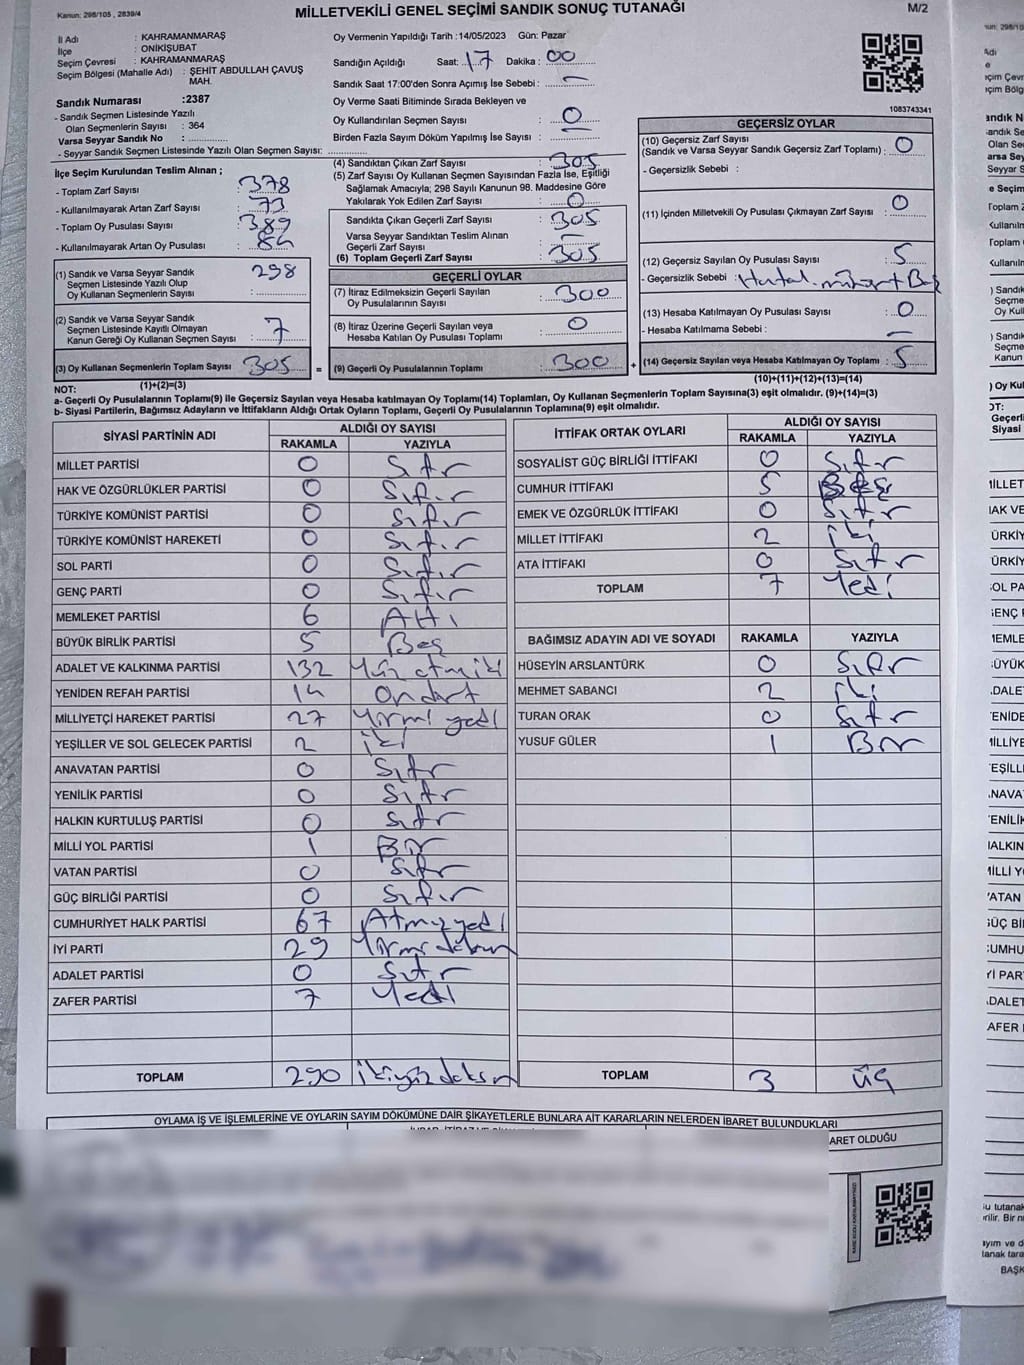 Kanun: 298/105 , 2839/4
MİLLETVEKİLİ GENEL SEÇİMİ SANDIK SONUÇ TUTANAĞI
M/2
İl Adı : KAHRAMANMARAŞ
İlçe : ONİKİŞUBAT
Seçim Çevresi : KAHRAMANMARAŞ
Seçim Bölgesi (Mahalle Adı) : ŞEHİT ABDULLAH ÇAVUŞ MAH.
Sandık Numarası :2387
- Sandık Seçmen Listesinde Yazılı
Olan Seçmenlerin Sayısı : 364
Varsa Seyyar Sandık No :
- Seyyar Sandık Seçmen Listesinde Yazılı Olan Seçmen Sayısı:
Oy Vermenin Yapıldığı Tarih :14/05/2023 Gün: Pazar
Sandığın Açıldığı Saat: 17 Dakika : 00
Sandık Saat 17:00'den Sonra Açımış İse Sebebi : –
Oy Verme Saati Bitiminde Sırada Bekleyen ve
Oy Kullandırılan Seçmen Sayısı : 0
Birden Fazla Sayım Döküm Yapılmış İse Sayısı : –
1083743341
İlçe Seçim Kurulundan Teslim Alınan ;
- Toplam Zarf Sayısı : 378
- Kullanılmayarak Artan Zarf Sayısı : 73
- Toplam Oy Pusulası Sayısı : 389
- Kullanılmayarak Artan Oy Pusulası : 84
(4) Sandıktan Çıkan Zarf Sayısı : 305
(5) Zarf Sayısı Oy Kullanan Seçmen Sayısından Fazla İse, Eşitliği
Sağlamak Amacıyla; 298 Sayılı Kanunun 98. Maddesine Göre
Yakılarak Yok Edilen Zarf Sayısı : 0
Sandıkta Çıkan Geçerli Zarf Sayısı : 305
Varsa Seyyar Sandıktan Teslim Alınan
Geçerli Zarf Sayısı : –
(6) Toplam Geçerli Zarf Sayısı : 305
GEÇERSİZ OYLAR
(10) Geçersiz Zarf Sayısı
(Sandık ve Varsa Seyyar Sandık Geçersiz Zarf Toplamı) : 0
- Geçersizlik Sebebi :
(11) İçinden Milletvekili Oy Pusulası Çıkmayan Zarf Sayısı : 0
(12) Geçersiz Sayılan Oy Pusulası Sayısı : 5
- Geçersizlik Sebebi :
(13) Hesaba Katılmayan Oy Pusulası Sayısı : 0
- Hesaba Katılmama Sebebi : –
(14) Geçersiz Sayılan veya Hesaba Katılmayan Oy Toplamı : 5
(10)+(11)+(12)+(13)=(14)
(1) Sandık ve Varsa Seyyar Sandık
Seçmen Listesinde Yazılı Olup
Oy Kullanan Seçmenlerin Sayısı : 298
(2) Sandık ve Varsa Seyyar Sandık
Seçmen Listesinde Kayıtlı Olmayan
Kanun Gereği Oy Kullanan Seçmen Sayısı : 7
(3) Oy Kullanan Seçmenlerin Toplam Sayısı : 305 =
(1)+(2)=(3)
GEÇERLİ OYLAR
(7) İtiraz Edilmeksizin Geçerli Sayılan
Oy Pusulalarının Sayısı : 300
(8) İtiraz Üzerine Geçerli Sayılan veya
Hesaba Katılan Oy Pusulası Toplamı : 0
(9) Geçerli Oy Pusulalarının Toplamı : 300 +
NOT:
a- Geçerli Oy Pusulasının Toplamı(9) ile Geçersiz Sayılan veya Hesaba katılmayan Oy Toplamı(14) Toplamları, Oy Kullanan Seçmenlerin Toplam Sayısına(3) eşit olmalıdır. (9)+(14)=(3)
b- Siyasi Partilerin, Bağımsız Adayların ve İttifakların Aldığı Ortak Oyların Toplamı, Geçerli Oy Pusulalarının Toplamına(9) eşit olmalıdır.
SİYASİ PARTİNİN ADI ALDIĞI OY SAYISI
RAKAMLA YAZIYLA
MİLLET PARTİSİ 0 Sıfır
HAK VE ÖZGÜRLÜKLER PARTİSİ 0 Sıfır
TÜRKİYE KOMÜNİST PARTİSİ 0 Sıfır
TÜRKİYE KOMÜNİST HAREKETİ 0 Sıfır
SOL PARTİ 0 Sıfır
GENÇ PARTİ 0 Sıfır
MEMLEKET PARTİSİ 6 Altı
BÜYÜK BİRLİK PARTİSİ 5 Beş
ADALET VE KALKINMA PARTİSİ 132
YENİDEN REFAH PARTİSİ 14 Ondört
MİLLİYETÇİ HAREKET PARTİSİ 27 Yirmi yedi
YEŞİLLER VE SOL GELECEK PARTİSİ 2 İki
ANAVATAN PARTİSİ 0 Sıfır
YENİLİK PARTİSİ 0 Sıfır
HALKIN KURTULUŞ PARTİSİ 0 Sıfır
MİLLİ YOL PARTİSİ 1 Bir
VATAN PARTİSİ 0 Sıfır
GÜÇ BİRLİĞİ PARTİSİ 0 Sıfır
CUMHURİYET HALK PARTİSİ 67 Atmışyedi
İYİ PARTİ 29 Yirmi dokuz
ADALET PARTİSİ 0 Sıfır
ZAFER PARTİSİ 7 Yedi
TOPLAM 290 ikiyüz doksan
İTTİFAK ORTAK OYLARI ALDIĞI OY SAYISI
RAKAMLA YAZIYLA
SOSYALİST GÜÇ BİRLİĞİ İTTİFAKI 0 Sıfır
CUMHUR İTTİFAKI 5 Beş
EMEK VE ÖZGÜRLÜK İTTİFAKI 0 Sıfır
MİLLET İTTİFAKI 2 iki
ATA İTTİFAKI 0 Sıfır
TOPLAM 7 Yedi
BAĞIMSIZ ADAYIN ADI VE SOYADI RAKAMLA YAZIYLA
HÜSEYİN ARSLANTÜRK 0 Sıfır
MEHMET SABANCI 2 iki
TURAN ORAK 0 Sıfır
YUSUF GÜLER 1 Bir
TOPLAM 3 üç
OYLAMA İŞ VE İŞLEMLERİNE VE OYLARIN SAYIM DÖKÜMÜNE DAİR ŞİKAYETLERLE BUNLARA AİT KARARLARIN NELERDEN İBARET BULUNDUKLARI
ARET OLDUĞU